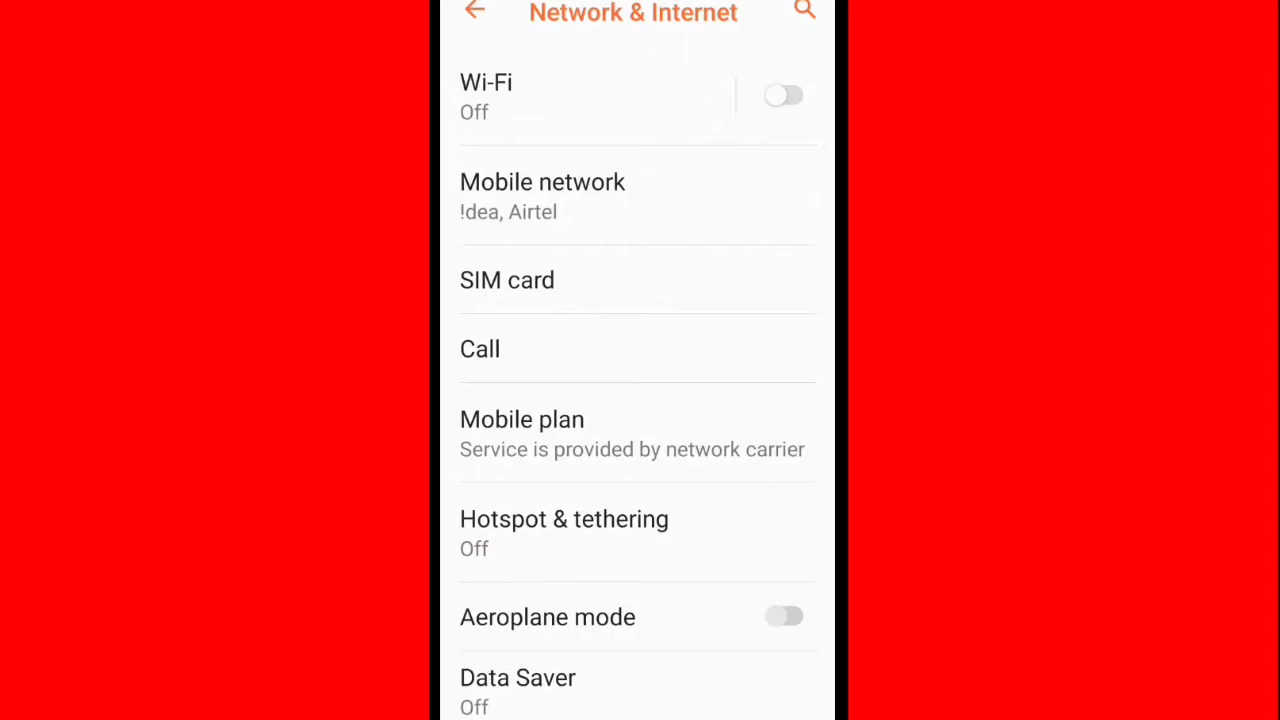 Network & Internet
Wi-Fi
Off
Mobile network
!dea, Airtel
SIM card
Call
Mobile plan
Service is provided by network carrier
Hotspot & tethering
Off
Aeroplane mode
Data Saver
Off